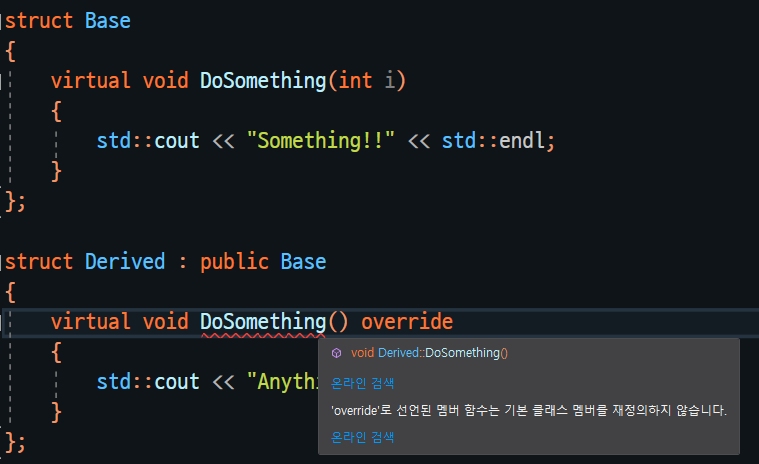 struct Base
{
virtual void DoSomething(int i)
{
std::cout << "Something!!" << std::endl;
}
};
struct Derived : public Base
{
virtual void DoSomething() override
{
void Derived::DoSomething()
온라인 검색
std::cout << "Anythi
'override'로 선언된 멤버 함수는 기본 클래스 멤버를 재정의하지 않습니다.
}
온라인 검색
};